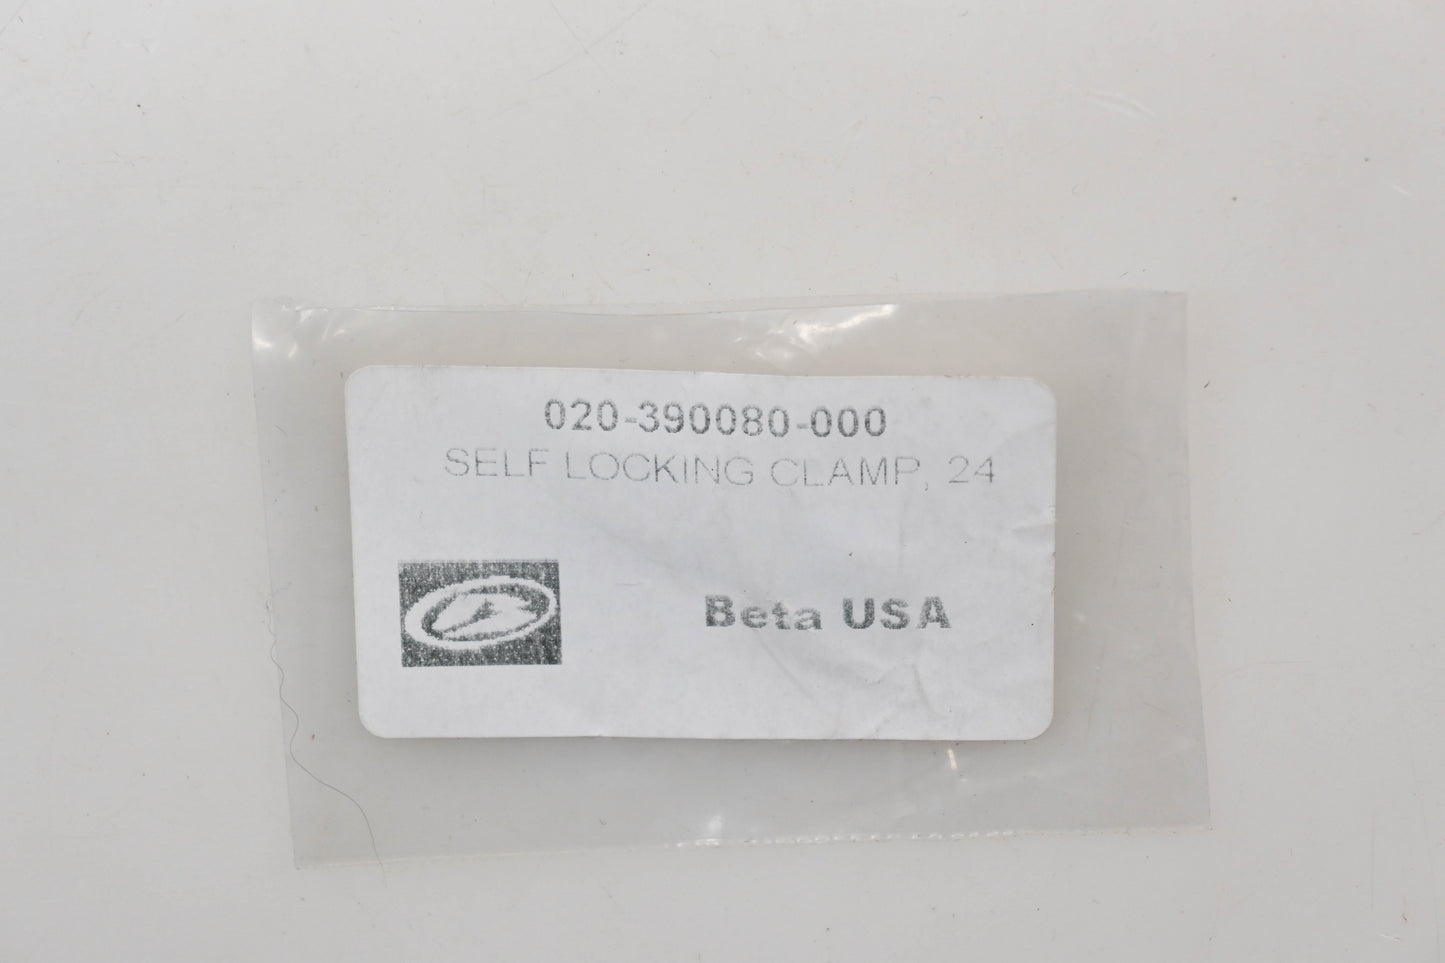 020-390080-000
SELF LOCKING CLAMP, 24
Beta USA